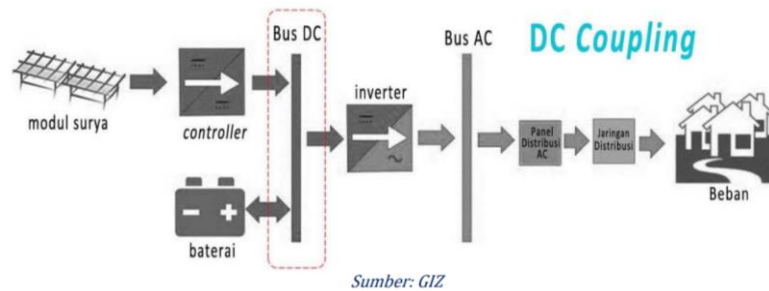 DC Coupling
Bus DC
Bus AC
inverter
modul surya
controller
Panel
Distribusi
AC
Jaringan
Distribusi
Beban
baterai
Sumber: GIZ